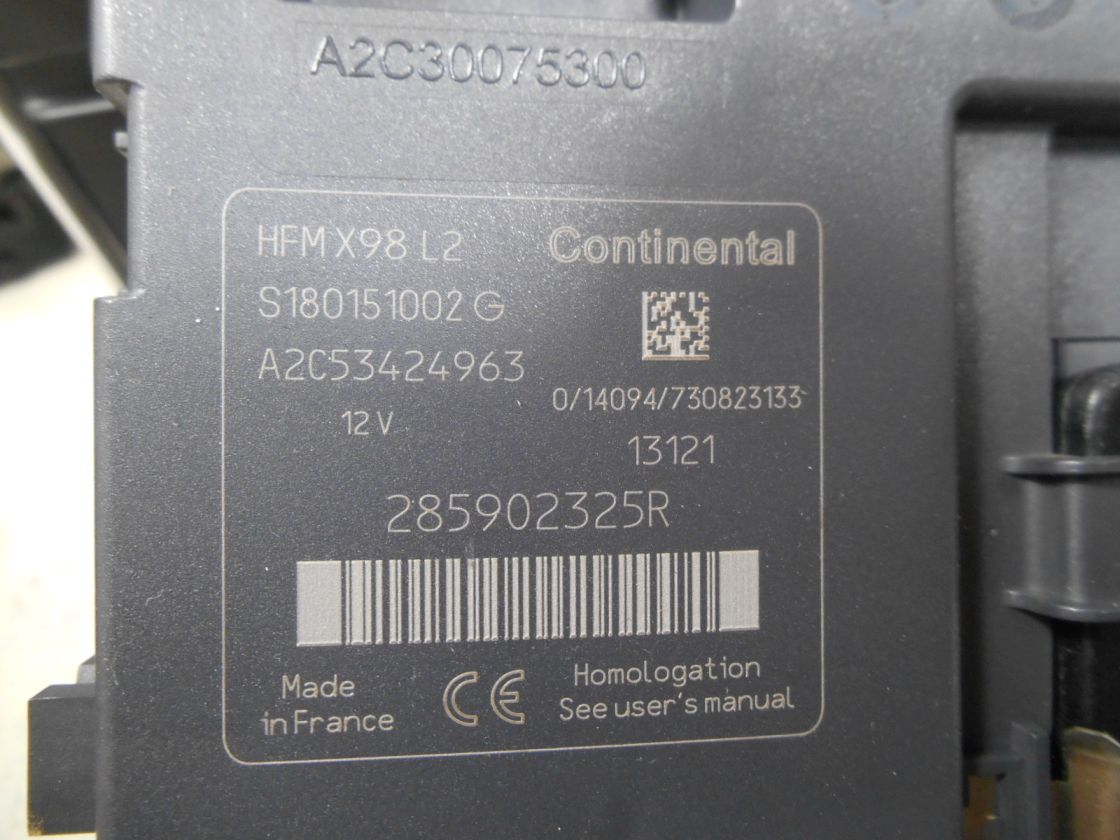 A2C30075300
HFM X98 L2
Continental
S180151002 G
A2C53424963
0/14094/730823133
12V
13121
285902325R
Made
in France
CE
Homologation
See user's manual